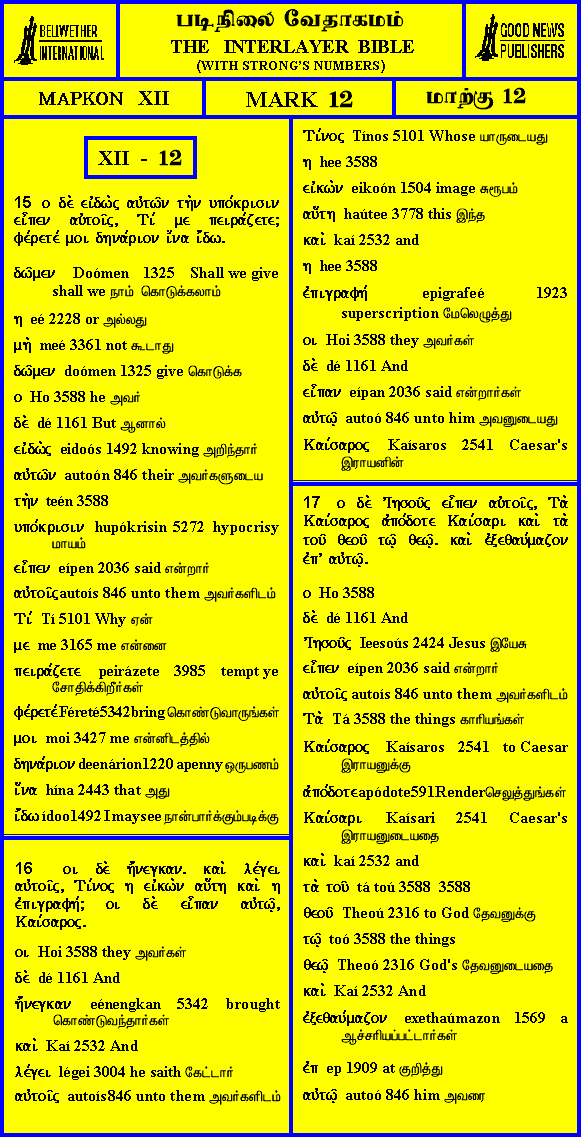 BELLWETHER
INTERNATIONAL
படிநிலை வேதாகமம்
THE INTERLAYER BIBLE
(WITH STRONG'S NUMBERS)
GOOD NEWS
PUBLISHERS
ΜΑΡΚΟΝ XII
MARK 12
மாற்கு 12
XII - 12
15 ο δὲ εἰδὼς αὐτῶν τὴν υπόκρισιν
εἶπεν αὐτοῖς, Τί με πειράζετε;
φέρετέ μοι δηνάριον ἵνα ἴδω.
δῶμεν Doómen 1325 Shall we give
shall we நாம் கொடுக்கலாம்
η eé 2228 or அல்லது
μὴ meé 3361 not கூடாது
δῶμεν doómen 1325 give கொடுக்க
ο Ho 3588 he அவர்
δὲ dé 1161 But ஆனால்
εἰδὼς eidoós 1492 knowing அறிந்தார்
αὐτῶν autoón 846 their அவர்களுடைய
τὴν teén 3588
υπόκρισιν hupókrisin 5272 hypocrisy
மாயம்
εἶπεν eípen 2036 said என்றார்
αὐτοῖς autoís 846 unto them அவர்களிடம்
Τί Tí 5101 Why ஏன்
με me 3165 me என்னை
πειράζετε peirázete 3985 tempt ye
சோதிக்கிறீர்கள்
φέρετέ Féreté 5342 bring கொண்டுவாருங்கள்
μοι moi 3427 me என்னிடத்தில்
δηνάριον deenárion1220 apenny ஒருபணம்
ἵνα hína 2443 that அது
ἴδω ídoo1492 Imaysee நான்பார்க்கும்படிக்கு
16 οι δὲ ἤνεγκαν. καὶ λέγει
αὐτοῖς, Τίνος η εἰκὼν αὕτη καὶ η
ἐπιγραφή; οι δὲ εἶπαν αὐτῷ,
Καίσαρος.
οι Hoi 3588 they அவர்கள்
δὲ dé 1161 And
ἤνεγκαν eénengkan 5342 brought
கொண்டுவந்தார்கள்
καὶ Kaí 2532 And
λέγει légei 3004 he saith கேட்டார்
αὐτοῖς autoís846 unto them அவர்களிடம்
Τίνος Tínos 5101 Whose யாருடையது
η hee 3588
εἰκὼν eikoón 1504 image சுரூபம்
αὕτη haútee 3778 this இந்த
καὶ kaí 2532 and
η hee 3588
ἐπιγραφή epigrafeé 1923
superscription மேலெழுத்து
οι Hoi 3588 they அவர்கள்
δὲ dé 1161 And
εἶπαν eípan 2036 said என்றார்கள்
αὐτῷ autoó 846 unto him அவனுடையது
Καίσαρος Kaísaros 2541 Caesar's
இராயனின்
17 ο δὲ Ἰησοῦς εἶπεν αὐτοῖς, Τὰ
Καίσαρος ἀπόδοτε Καίσαρι καὶ τὰ
τοῦ θεοῦ τῷ θεῷ. καὶ ἐξεθαύμαζον
ἐπ' αὐτῷ.
ο Ho 3588
δὲ dé 1161 And
Ἰησοῦς Ieesoús 2424 Jesus இயேசு
εἶπεν eípen 2036 said என்றார்
αὐτοῖς autoís 846 unto them அவர்களிடம்
Τὰ Tá 3588 the things காரியங்கள்
Καίσαρος Kaísaros 2541 to Caesar
இராயனுக்கு
ἀπόδοτε apódote591Render செலுத்துங்கள்
Καίσαρι Kaísari 2541 Caesar's
இராயனுடையதை
καὶ kaí 2532 and
τὰ τοῦ tá toú 3588 3588
θεοῦ Theoú 2316 to God தேவனுக்கு
τῷ toó 3588 the things
θεῷ Theoó 2316 God's தேவனுடையதை
καὶ Kaí 2532 And
ἐξεθαύμαζον exethaúmazon 1569 a
ஆச்சரியப்பட்டார்கள்
ἐπ ep 1909 at குறித்து
αὐτῷ autoó 846 him அவரை